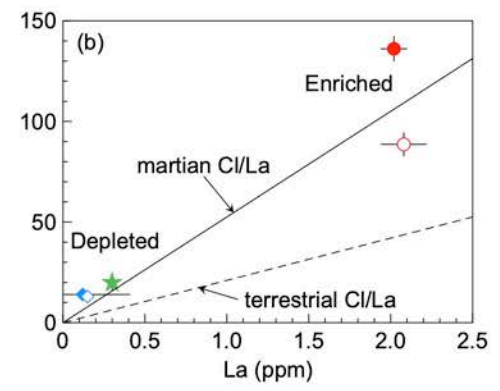 150
(b)
Enriched
100
martian Cl/La
50
Depleted
terrestrial Cl/La
0
0 0.5 1.0 1.5 2.0 2.5
La (ppm)